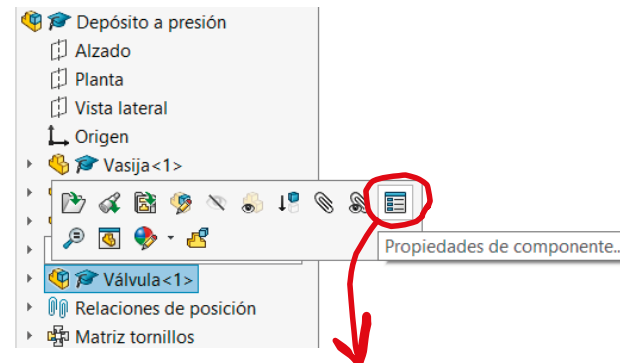 Depósito a presión
Alzado
Planta
Vista lateral
Origen
Vasija<1>
Propiedades de componente...
Válvula<1>
Relaciones de posición
Matriz tornillos